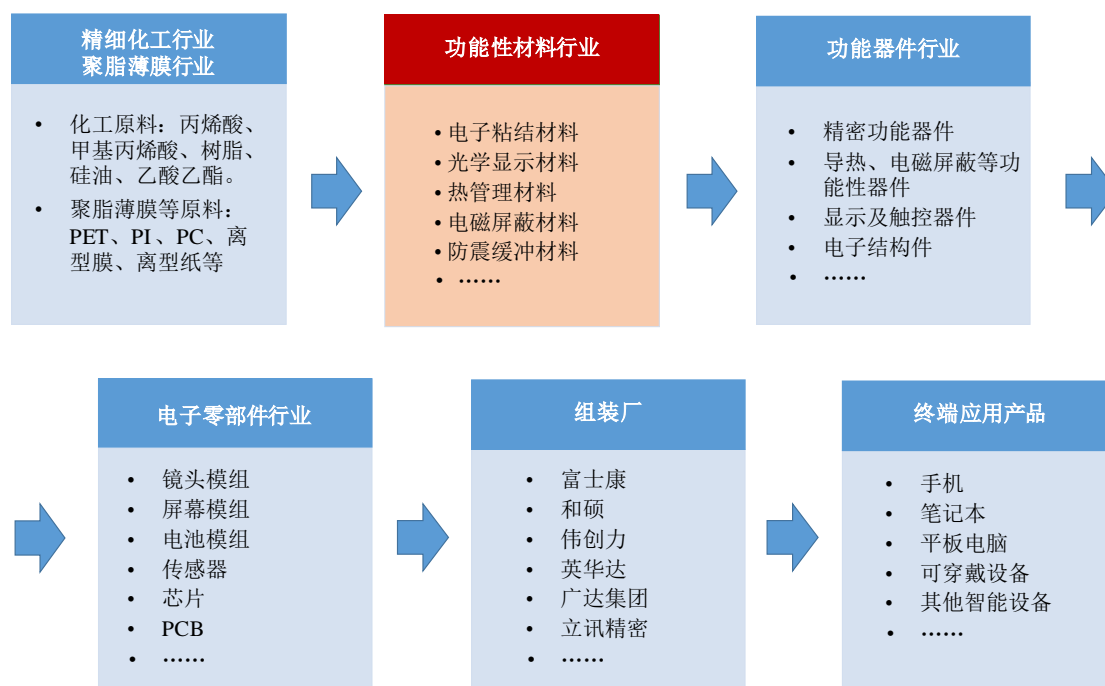 精细化工行业
聚脂薄膜行业
• 化工原料：丙烯酸、
甲基丙烯酸、树脂、
硅油、乙酸乙酯。
• 聚脂薄膜等原料：
PET、PI、PC、离
型膜、离型纸等
功能性材料行业
• 电子粘结材料
• 光学显示材料
• 热管理材料
• 电磁屏蔽材料
• 防震缓冲材料
• ……
功能器件行业
• 精密功能器件
• 导热、电磁屏蔽等功
能性器件
• 显示及触控器件
• 电子结构件
• ……
电子零部件行业
• 镜头模组
• 屏幕模组
• 电池模组
• 传感器
• 芯片
• PCB
• ……
组装厂
• 富士康
• 和硕
• 伟创力
• 英华达
• 广达集团
• 立讯精密
• ……
终端应用产品
• 手机
• 笔记本
• 平板电脑
• 可穿戴设备
• 其他智能设备
• ……